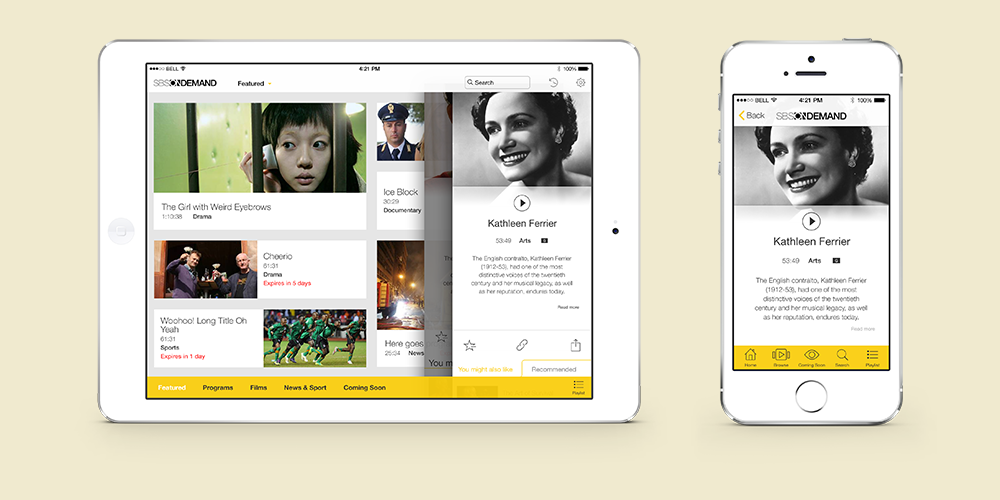 BELL
4:21 PM
100%
SBSONDEMAND
Featured
Search
The Girl with Weird Eyebrows
1:10:38 Drama
Ice Block
30:29
Documentary
Cheerio
61:31
Drama
Expires in 5 days
Woohoo! Long Title Oh
Yeah
61:31
Sports
Expires in 1 day
Here goes
25:34 News
You m
Kathleen Ferrier
53:49 Arts G
The English contralto, Kathleen Ferrier
(1912-53), had one of the most
distinctive voices of the twentieth
century and her musical legacy, as well
as her reputation, endures today.
Read more
You might also like
Recommended
Featured
Programs
Films
News & Sport
Coming Soon
Playlist
BELL
4:21 PM
100%
Back
SBSONDEMAND
Kathleen Ferrier
53:49 Arts G
The English contralto, Kathleen Ferrier
(1912-53), had one of the most
distinctive voices of the twentieth
century and her musical legacy, as well
as her reputation, endures today.
Read more
Home
Browse
Coming Soon
Search
Playlist